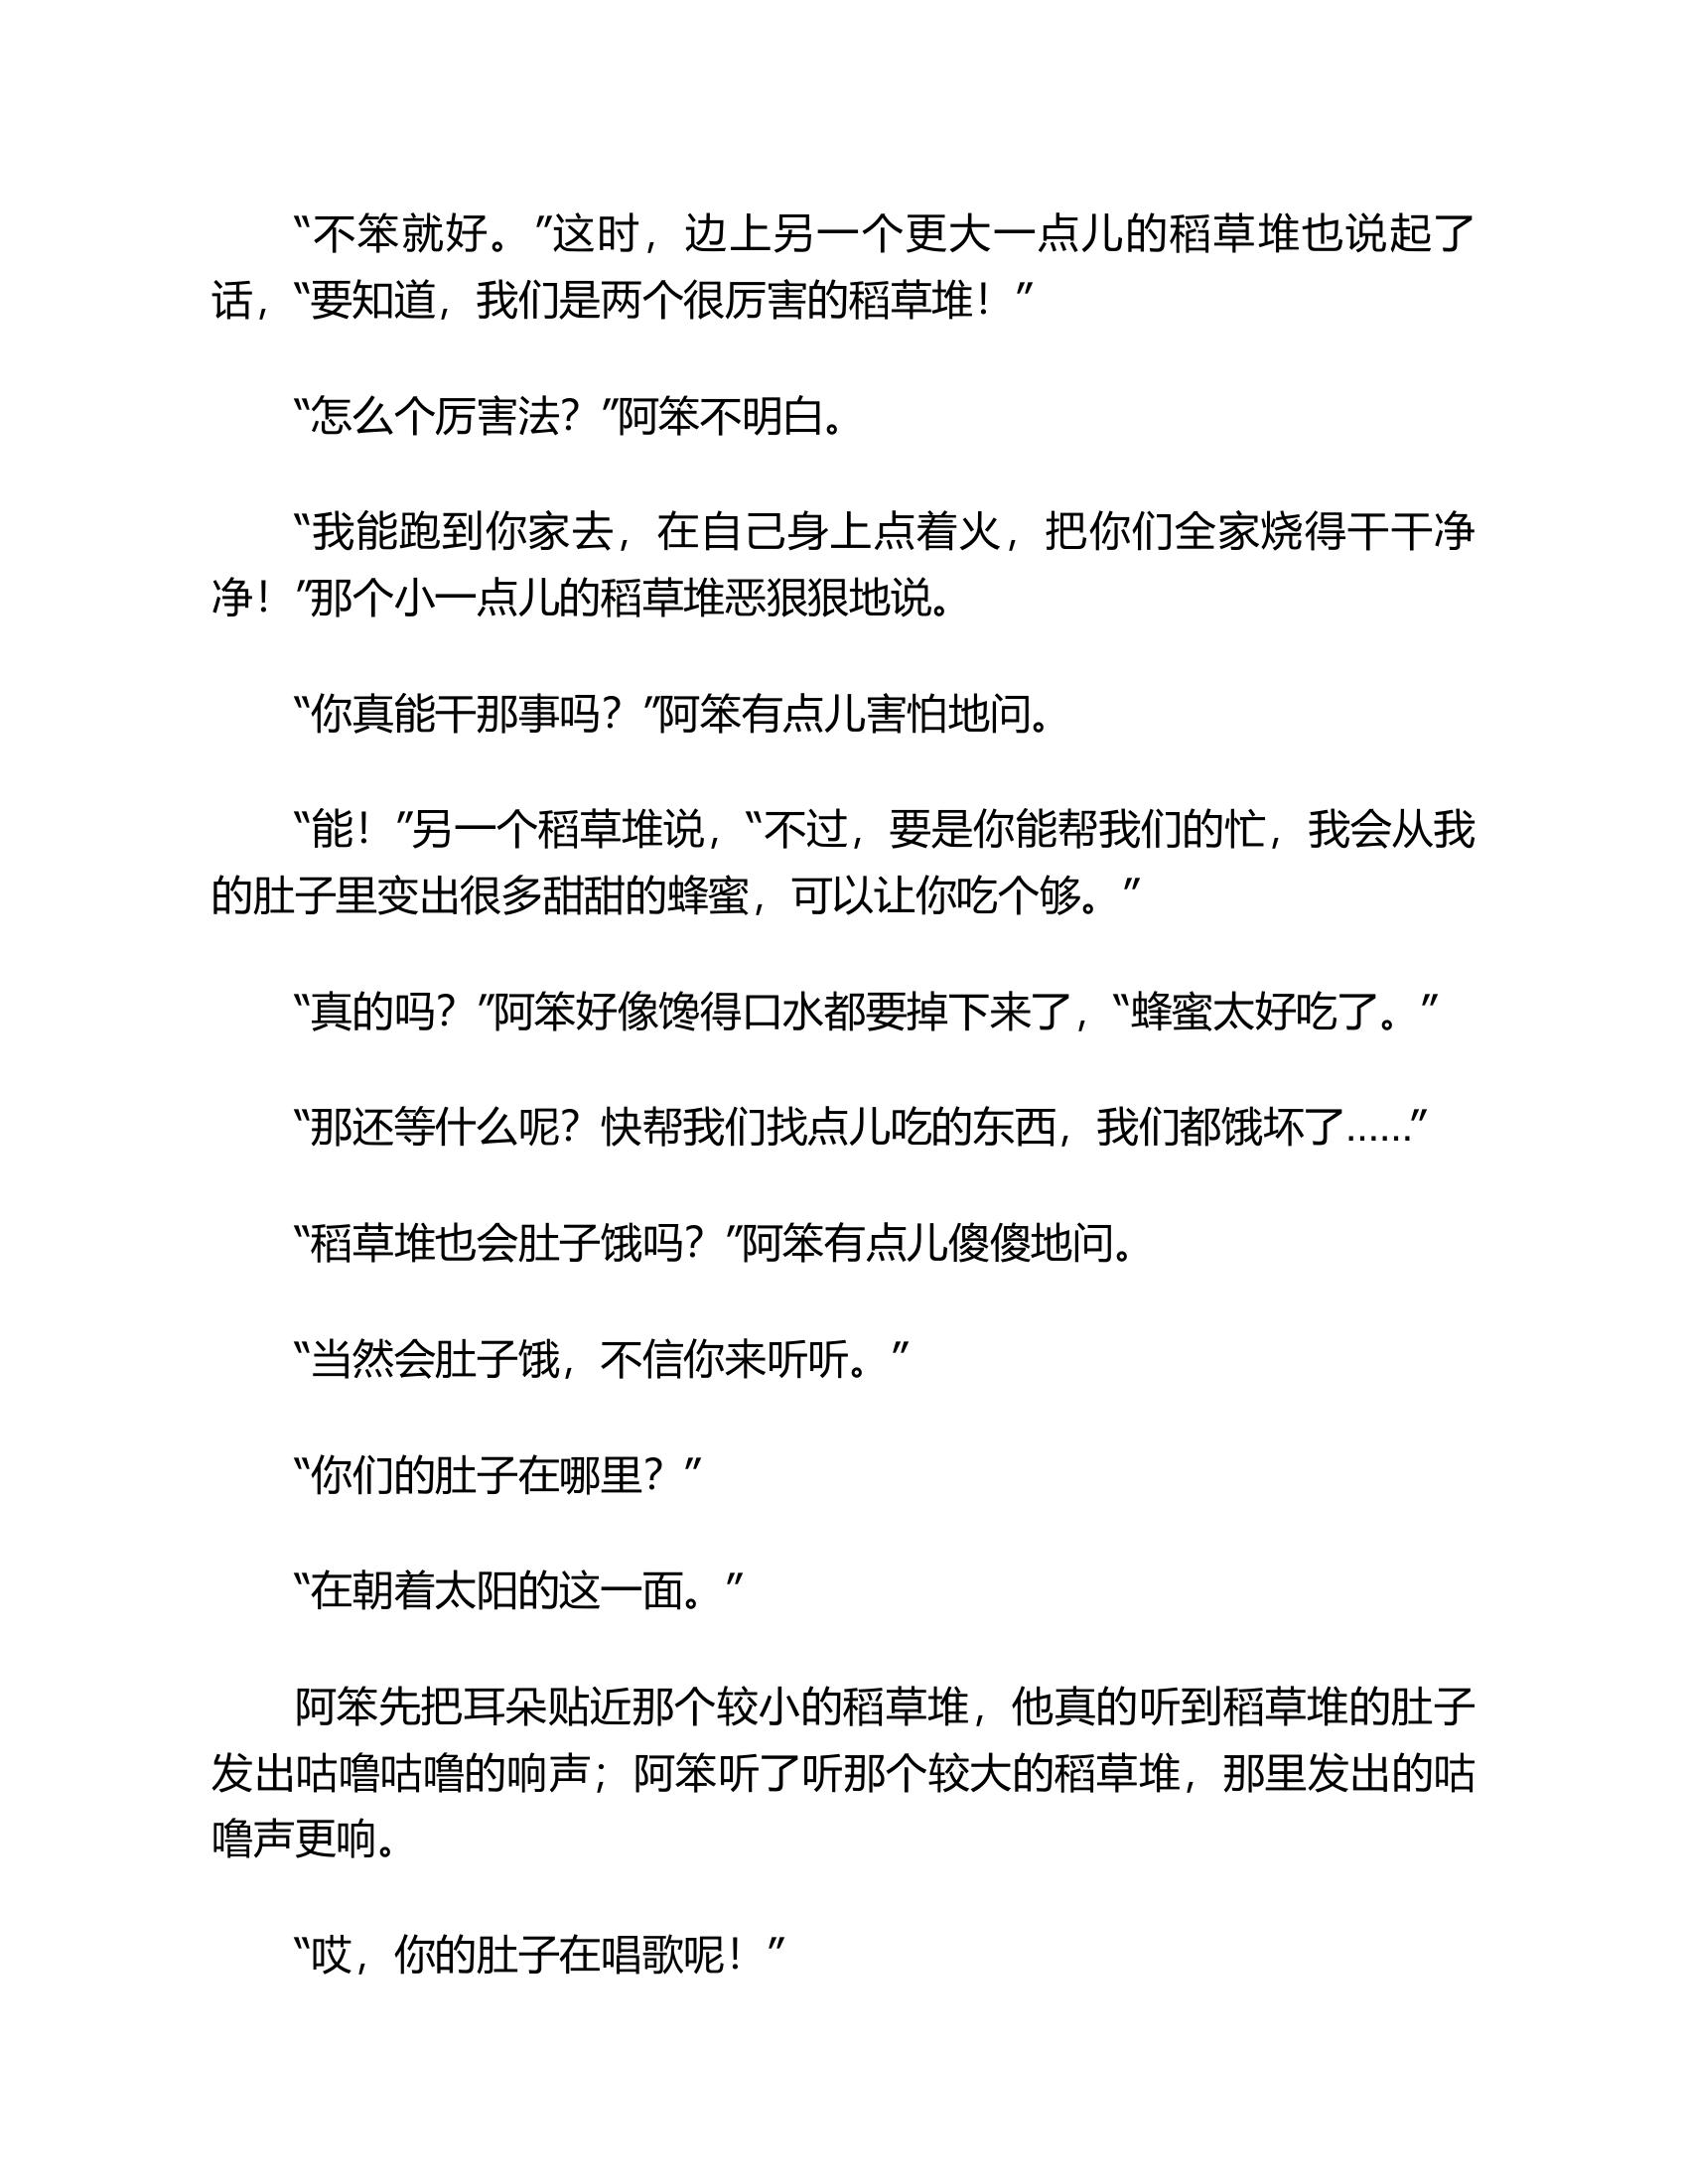 “不笨就好。”这时，边上另一个更大一点儿的稻草堆也说起了
话，“要知道，我们是两个很厉害的稻草堆！”
“怎么个厉害法？”阿笨不明白。
“我能跑到你家去，在自己身上点着火，把你们全家烧得干干净
净！”那个小一点儿的稻草堆恶狠狠地说。
“你真能干那事吗？”阿笨有点儿害怕地问。
“能！”另一个稻草堆说，“不过，要是你能帮我们的忙，我会从我
的肚子里变出很多甜甜的蜂蜜，可以让你吃个够。”
“真的吗？”阿笨好像馋得口水都要掉下来了，“蜂蜜太好吃了。”
“那还等什么呢？快帮我们找点儿吃的东西，我们都饿坏了……”
“稻草堆也会肚子饿吗？”阿笨有点儿傻傻地问。
“当然会肚子饿，不信你来听听。”
“你们的肚子在哪里？”
“在朝着太阳的这一面。”
阿笨先把耳朵贴近那个较小的稻草堆，他真的听到稻草堆的肚子
发出咕噜咕噜的响声；阿笨听了听那个较大的稻草堆，那里发出的咕
噜声更响。
“哎，你的肚子在唱歌呢！”